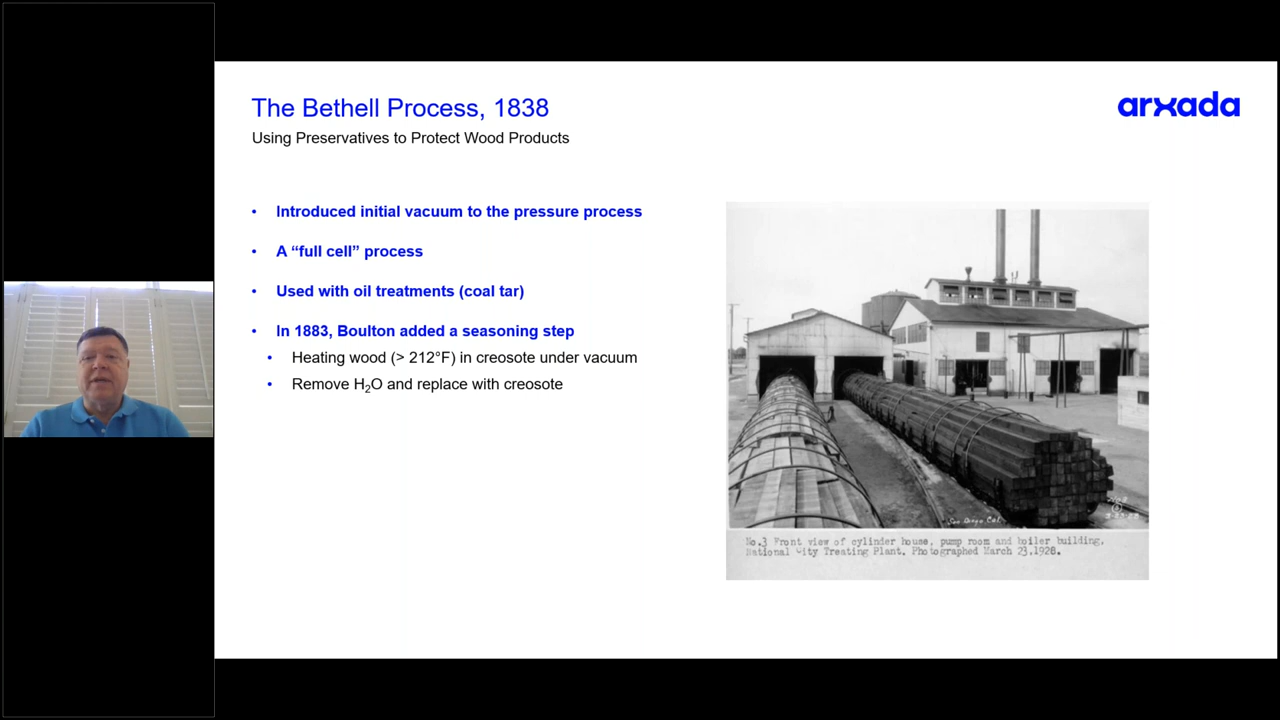 The Bethell Process, 1838
arxada
Using Preservatives to Protect Wood Products
• Introduced initial vacuum to the pressure process
• A “full cell” process
• Used with oil treatments (coal tar)
• In 1883, Boulton added a seasoning step
• Heating wood (> 212°F) in creosote under vacuum
• Remove H₂O and replace with creosote
San Diego, Cal.
No.3 Front view of cylinder house, pump room and boiler building,
National City Treating Plant. Photographed March 23,1928.